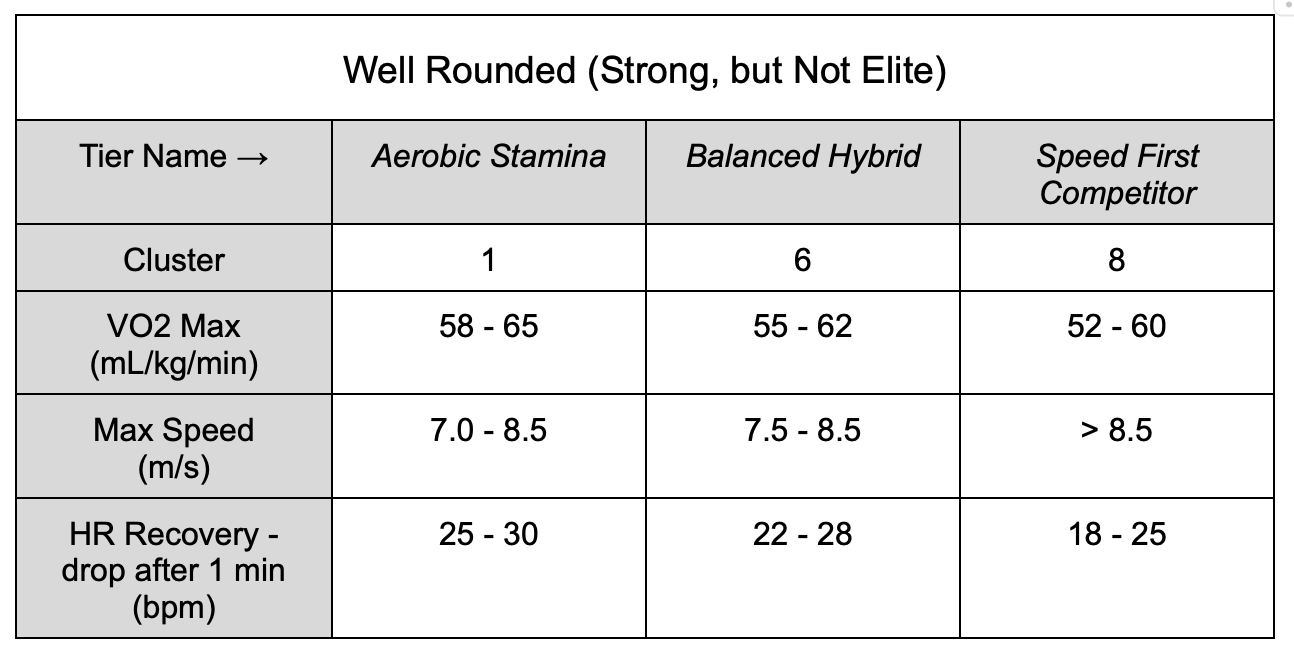 Well Rounded (Strong, but Not Elite)
Tier Name → Aerobic Stamina Balanced Hybrid Speed First
Competitor
Cluster 1 6 8
VO2 Max 58 - 65 55 - 62 52 - 60
(mL/kg/min)
Max Speed 7.0 - 8.5 7.5 - 8.5 > 8.5
(m/s)
HR Recovery - 25 - 30 22 - 28 18 - 25
drop after 1 min
(bpm)